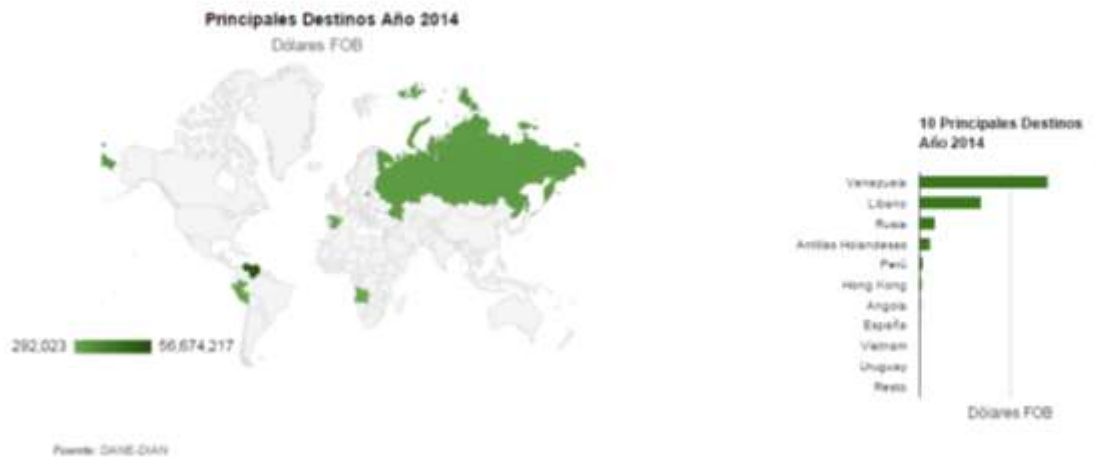 Principales Destinos Año 2014
Dólares FOB
292,023
56,674,217
Fuente: DANE-DIAN
10 Principales Destinos
Año 2014
Venezuela
Líbano
Rusia
Antillas Holandesas
Perú
Hong Kong
Angola
España
Vietnam
Uruguay
Resto
Dólares FOB